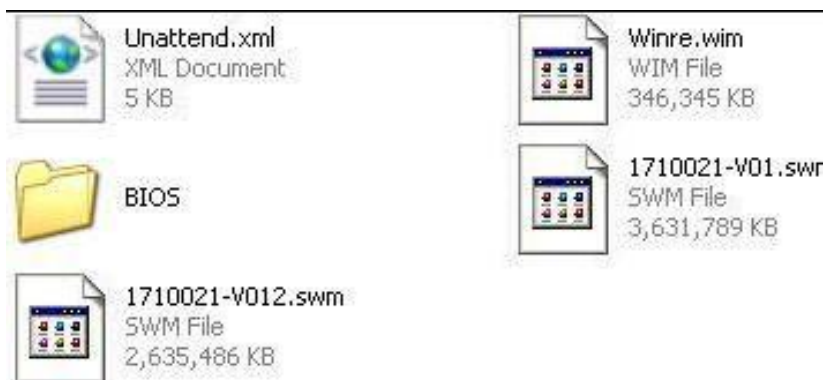 Unattend.xml
XML Document
5 KB
Winre.wim
WIM File
346,345 KB
BIOS
1710021-V01.swm
SWM File
3,631,789 KB
1710021-V012.swm
SWM File
2,635,486 KB